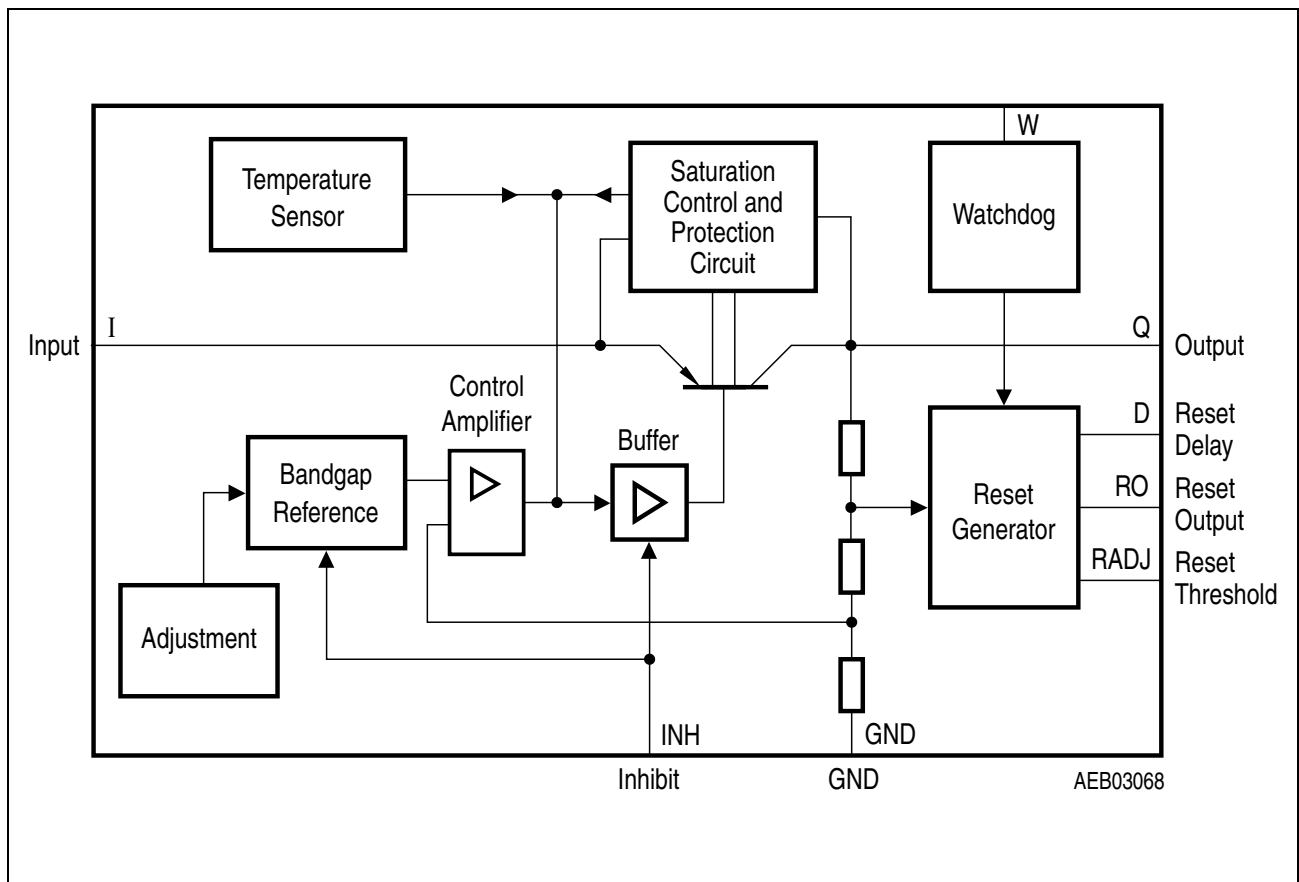 W
Temperature
Sensor
Saturation
Control and
Protection
Circuit
Watchdog
Input
I
Q
Output
Control
Amplifier
Buffer
Bandgap
Reference
D
Reset
Delay
Reset
Generator
RO
Reset
Output
RADJ
Reset
Threshold
Adjustment
INH
GND
Inhibit
GND
AEB03068